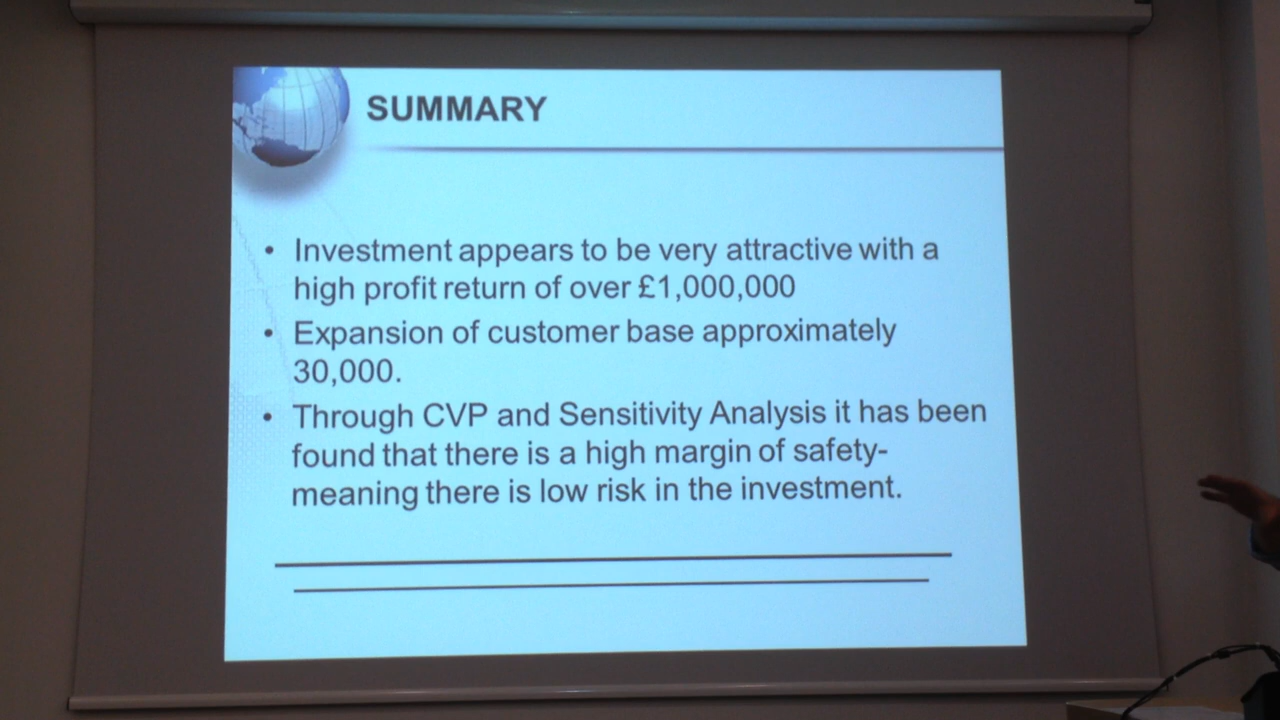 SUMMARY
• Investment appears to be very attractive with a
high profit return of over £1,000,000
• Expansion of customer base approximately
30,000.
• Through CVP and Sensitivity Analysis it has been
found that there is a high margin of safety-
meaning there is low risk in the investment.